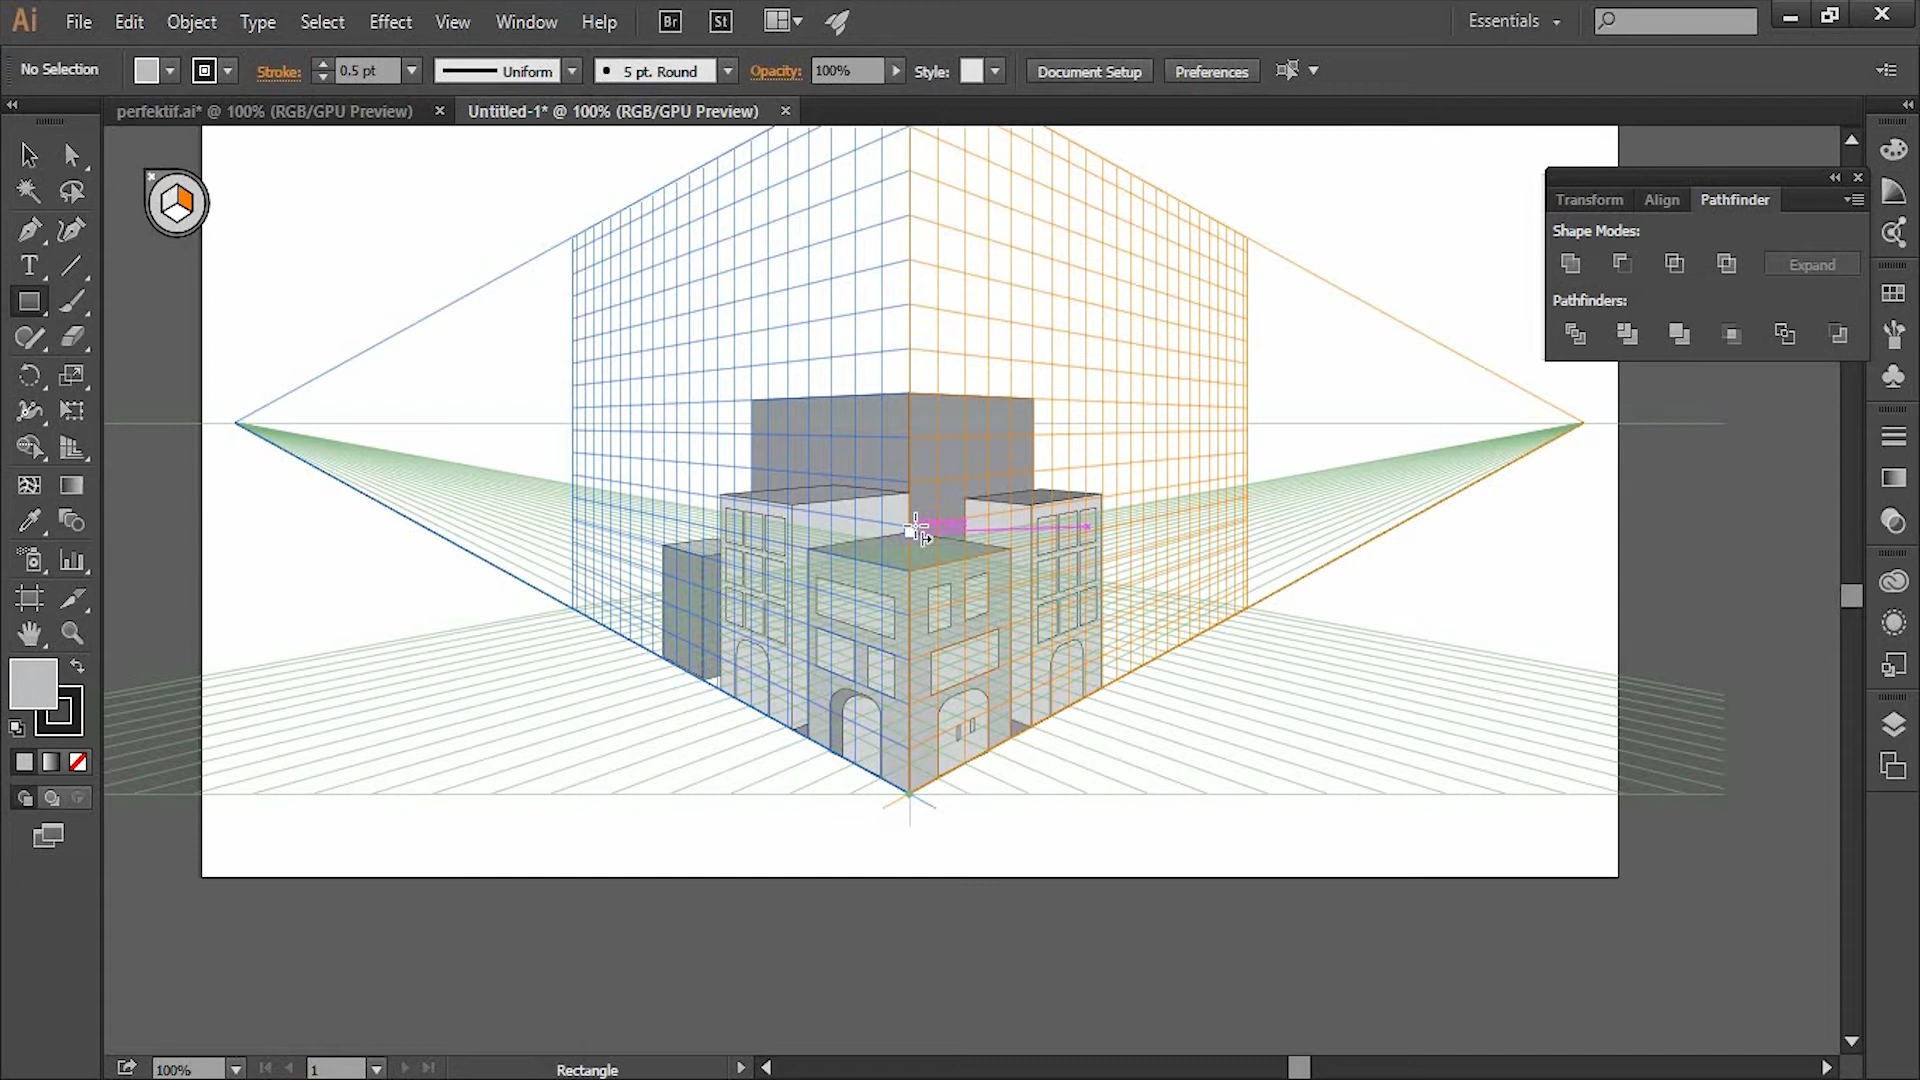 Ai File Edit Object Type Select Effect View Window Help Br St Essentials
No Selection Stroke: 0.5 pt Uniform 5 pt. Round Opacity: 100% Style: Document Setup Preferences
perfektif.ai* @ 100% (RGB/GPU Preview) Untitled-1* @ 100% (RGB/GPU Preview)
Transform Align Pathfinder
Shape Modes:
Expand
Pathfinders:
100% 1 Rectangle